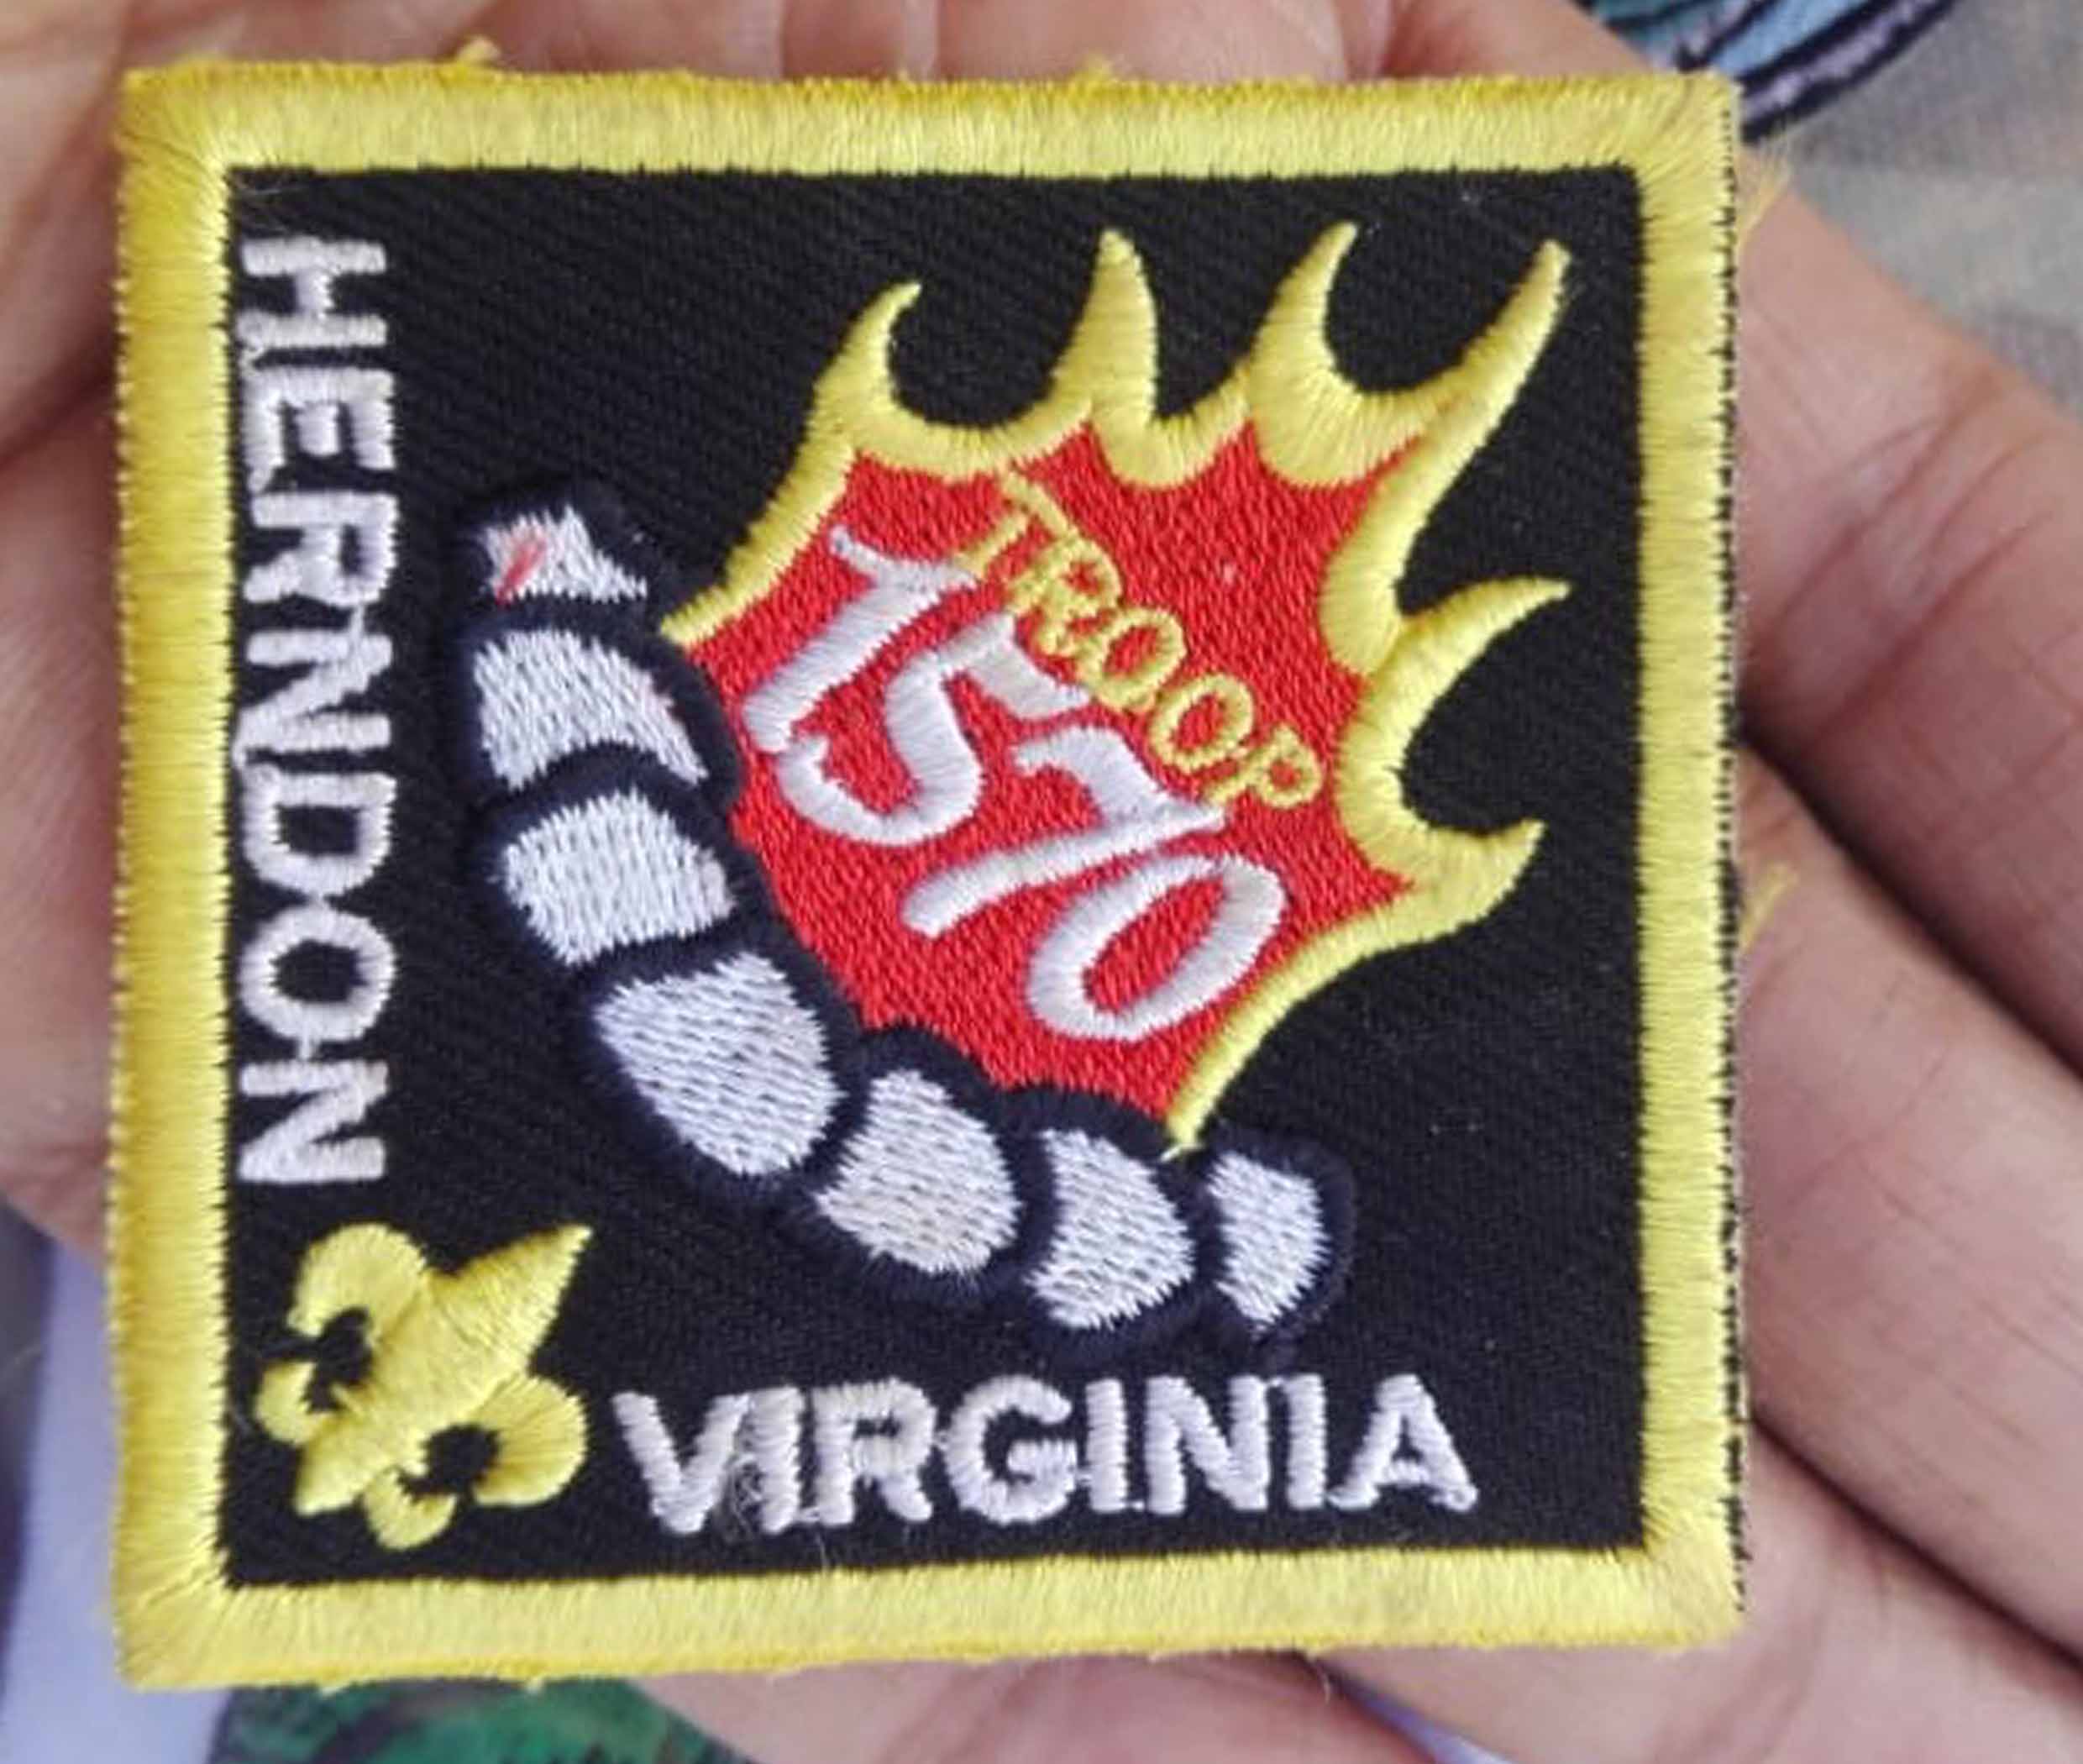 HERNDON
TROOP
1570
VIRGINIA